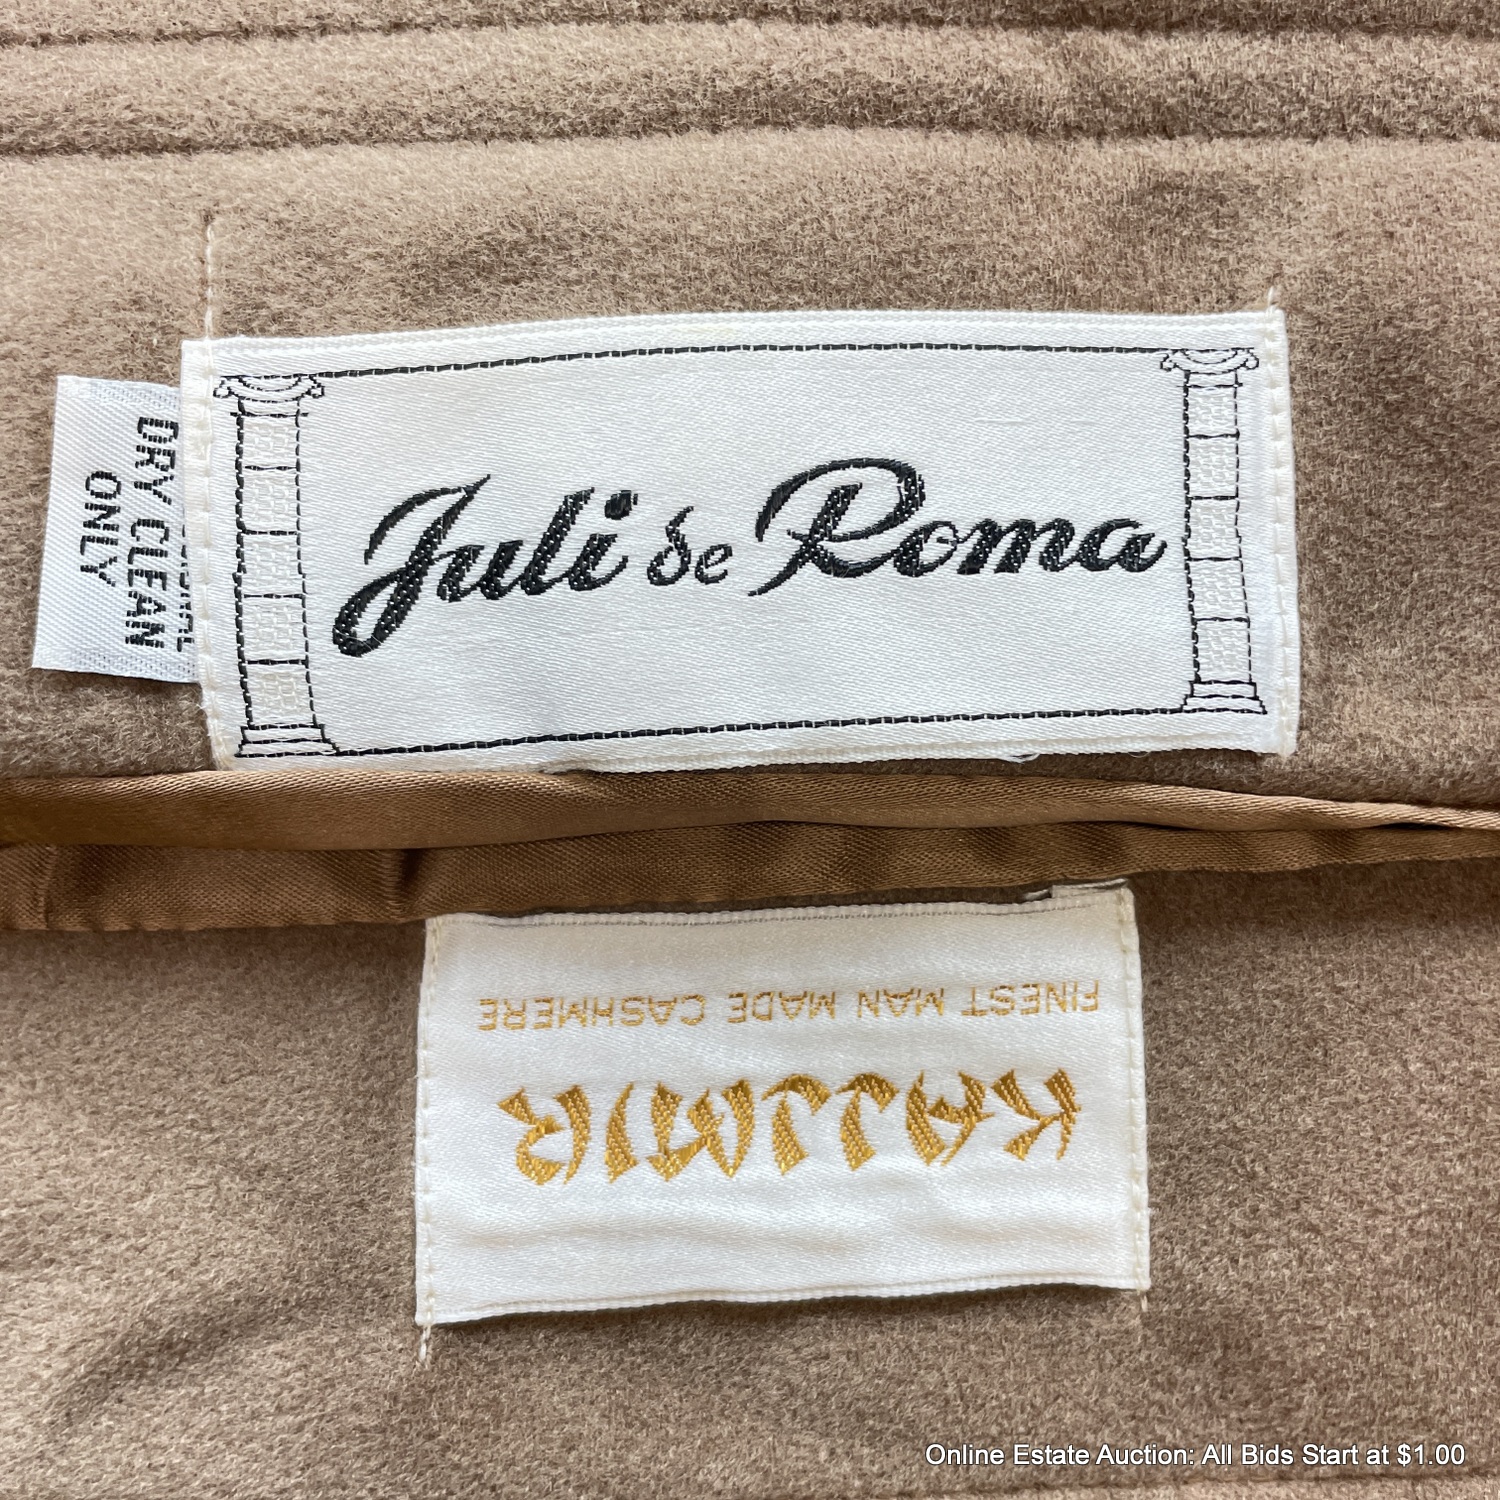 Juli de Roma
DRY CLEAN
ONLY
KAJJMIR
FINEST MAN MADE CASHMERE
Online Estate Auction: All Bids Start at $1.00